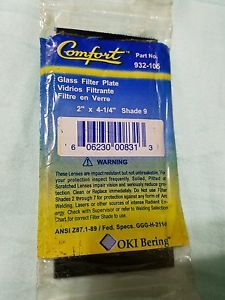 Comfort
Part No.
932-105
Glass Filter Plate
Vidrios Filtrante
Filtre en Verre
2" x 4-1/4" Shade 9
6 06230 00831 3
WARNING
These Lenses are impact resistant but not unbreakable. For
your protection inspect frequently. Soiled, Pitted or
Scratched Lenses impair vision and seriously reduce pro-
tection. Clean or Replace immediately. Do not use Filter
Shades 2 through 7 for protection against any form of Arc
Welding, Lasers or other sources of intense Radiant En-
ergy. Check with Supervisor or refer to Welding Selection
Chart for correct Filter Shade to use.
ANSI Z87.1-89 / Fed. Specs. GGG-H-211
OKI Bering